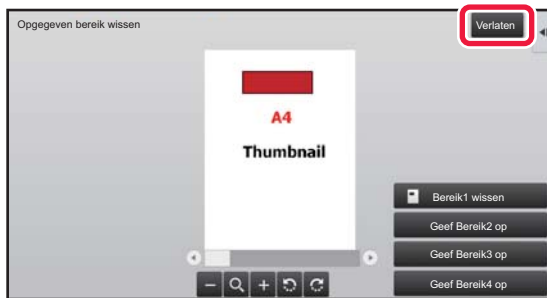 Opgegeven bereik wissen
Verlaten
A4
Thumbnail
Bereik1 wissen
Geef Bereik2 op
Geef Bereik3 op
Geef Bereik4 op